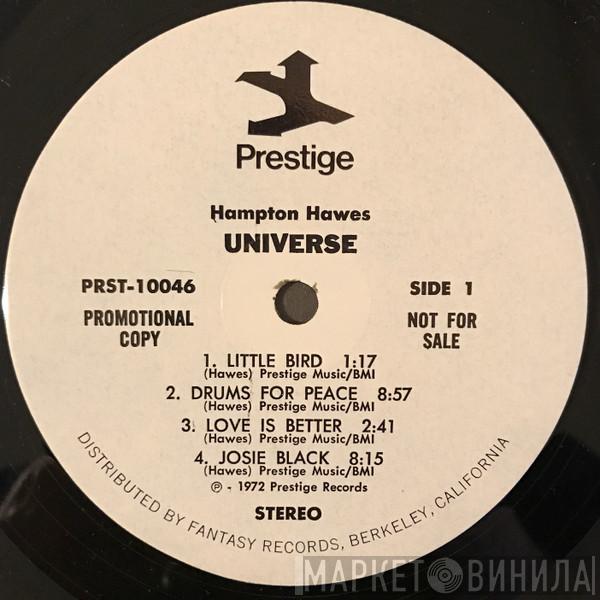 Prestige
Hampton Hawes
UNIVERSE
PRST-10046
SIDE 1
PROMOTIONAL
COPY
NOT FOR
SALE
1. LITTLE BIRD 1:17
(Hawes) Prestige Music/BMI
2. DRUMS FOR PEACE 8:57
(Hawes) Prestige Music/BMI
3. LOVE IS BETTER 2:41
(Hawes) Prestige Music/BMI
4. JOSIE BLACK 8:15
(Hawes) Prestige Music/BMI
℗ - 1972 Prestige Records
STEREO
DISTRIBUTED BY FANTASY RECORDS, BERKELEY, CALIFORNIA
МАРКЕТ ВИНИЛА